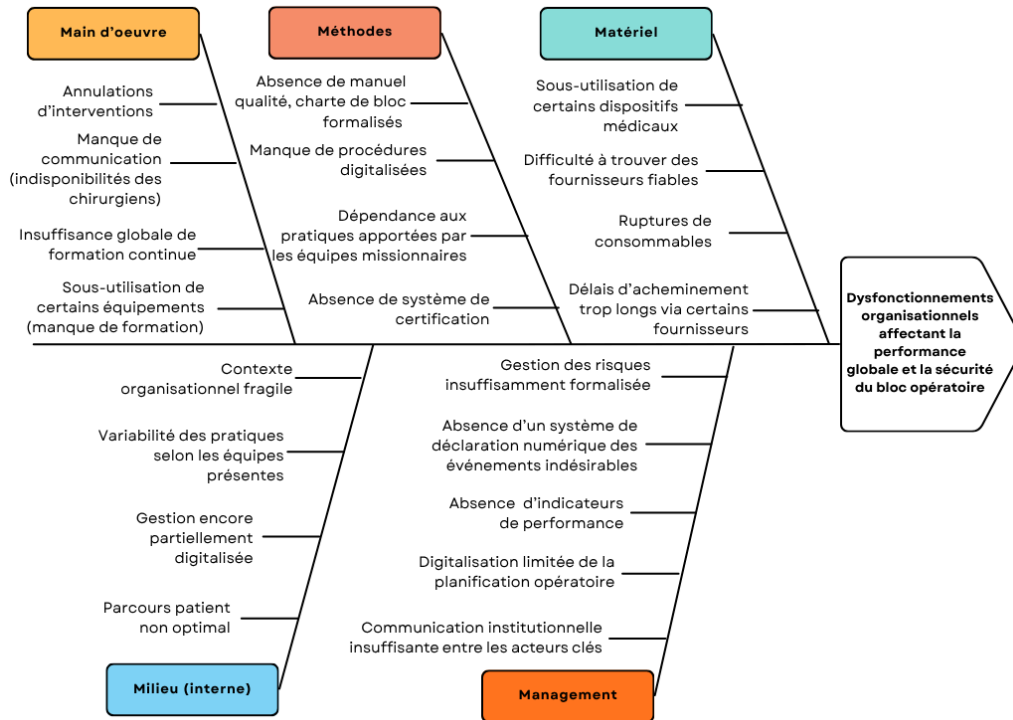 Main d'oeuvre
Annulations
d'interventions
Manque de
communication
(indisponibilités des
chirurgiens)
Insuffisance globale de
formation continue
Sous-utilisation de
certains équipements
(manque de formation)
Méthodes
Absence de manuel
qualité, charte de bloc
formalisés
Manque de procédures
digitalisées
Dépendance aux
pratiques apportées par
les équipes missionnaires
Absence de système de
certification
Matériel
Sous-utilisation de
certains dispositifs
médicaux
Difficulté à trouver des
fournisseurs fiables
Ruptures de
consommables
Délais d'acheminement
trop longs via certains
fournisseurs
Dysfonctionnements
organisationnels
affectant la
performance
globale et la sécurité
du bloc opératoire
Contexte
organisationnel fragile
Variabilité des pratiques
selon les équipes
présentes
Gestion encore
partiellement
digitalisée
Parcours patient
non optimal
Milieu (interne)
Gestion des risques
insuffisamment formalisée
Absence d'un système de
déclaration numérique des
événements indésirables
Absence d'indicateurs
de performance
Digitalisation limitée de la
planification opératoire
Communication institutionnelle
insuffisante entre les acteurs clés
Management